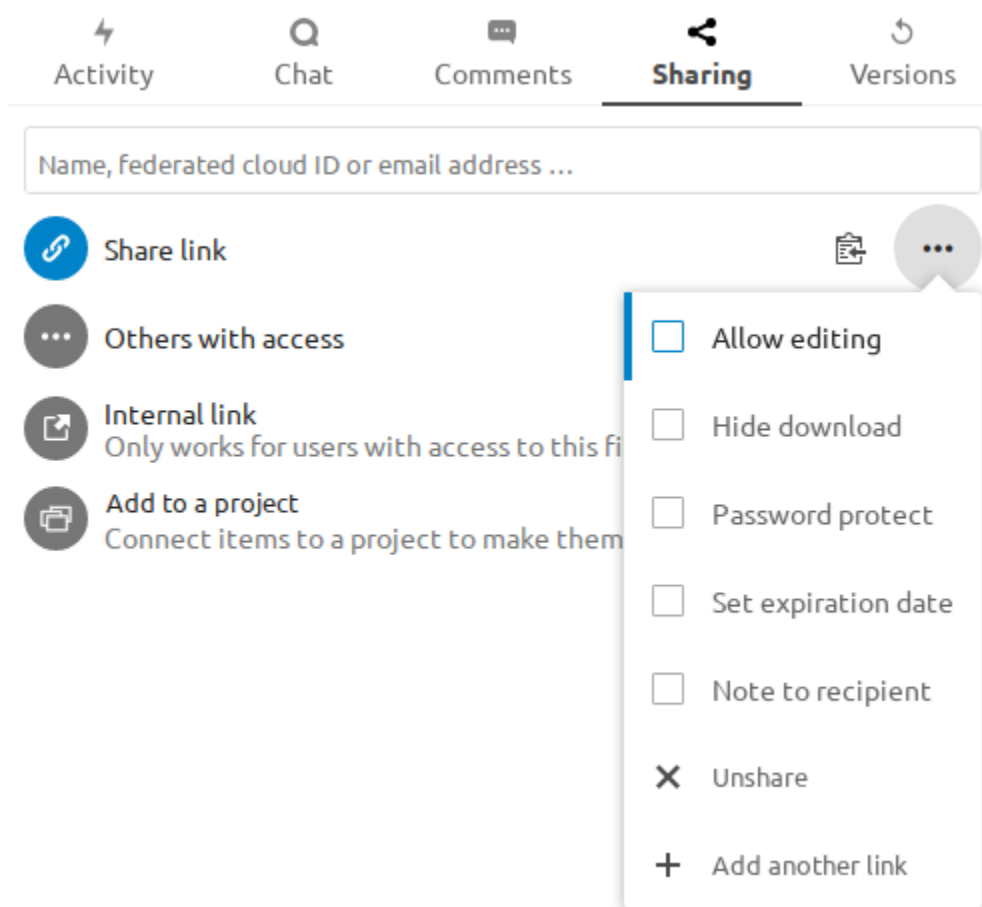 Activity
Chat
Comments
Sharing
Versions
Name, federated cloud ID or email address ...
Share link
Others with access
Internal link
Only works for users with access to this fi
Add to a project
Connect items to a project to make them
Allow editing
Hide download
Password protect
Set expiration date
Note to recipient
Unshare
Add another link